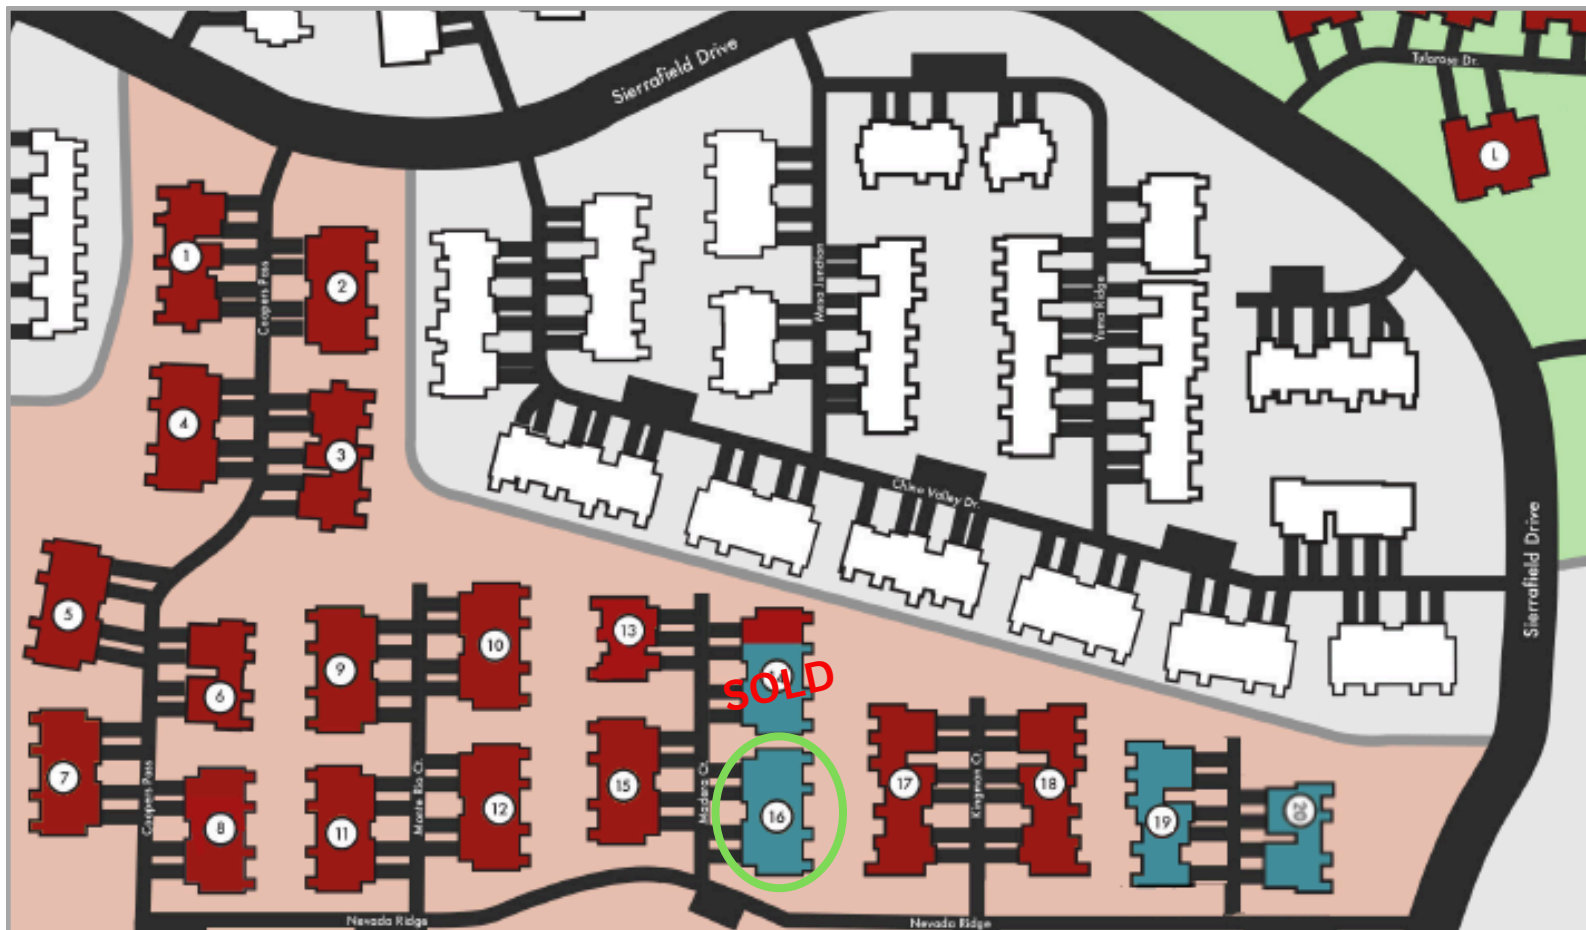 Sierrafield Drive
Tularose Dr.
L
1
2
Coopers Pass
Mesa Junction
Yuma Ridge
4
3
Chino Valley Dr.
Sierrafield Drive
5
6
9
10
13
14
SOLD
7
8
Coopers Pass
11
12
Monte Rio Ct.
15
16
Madera Ct.
17
18
Kingman Ct.
19
20
Nevada Ridge
Nevada Ridge